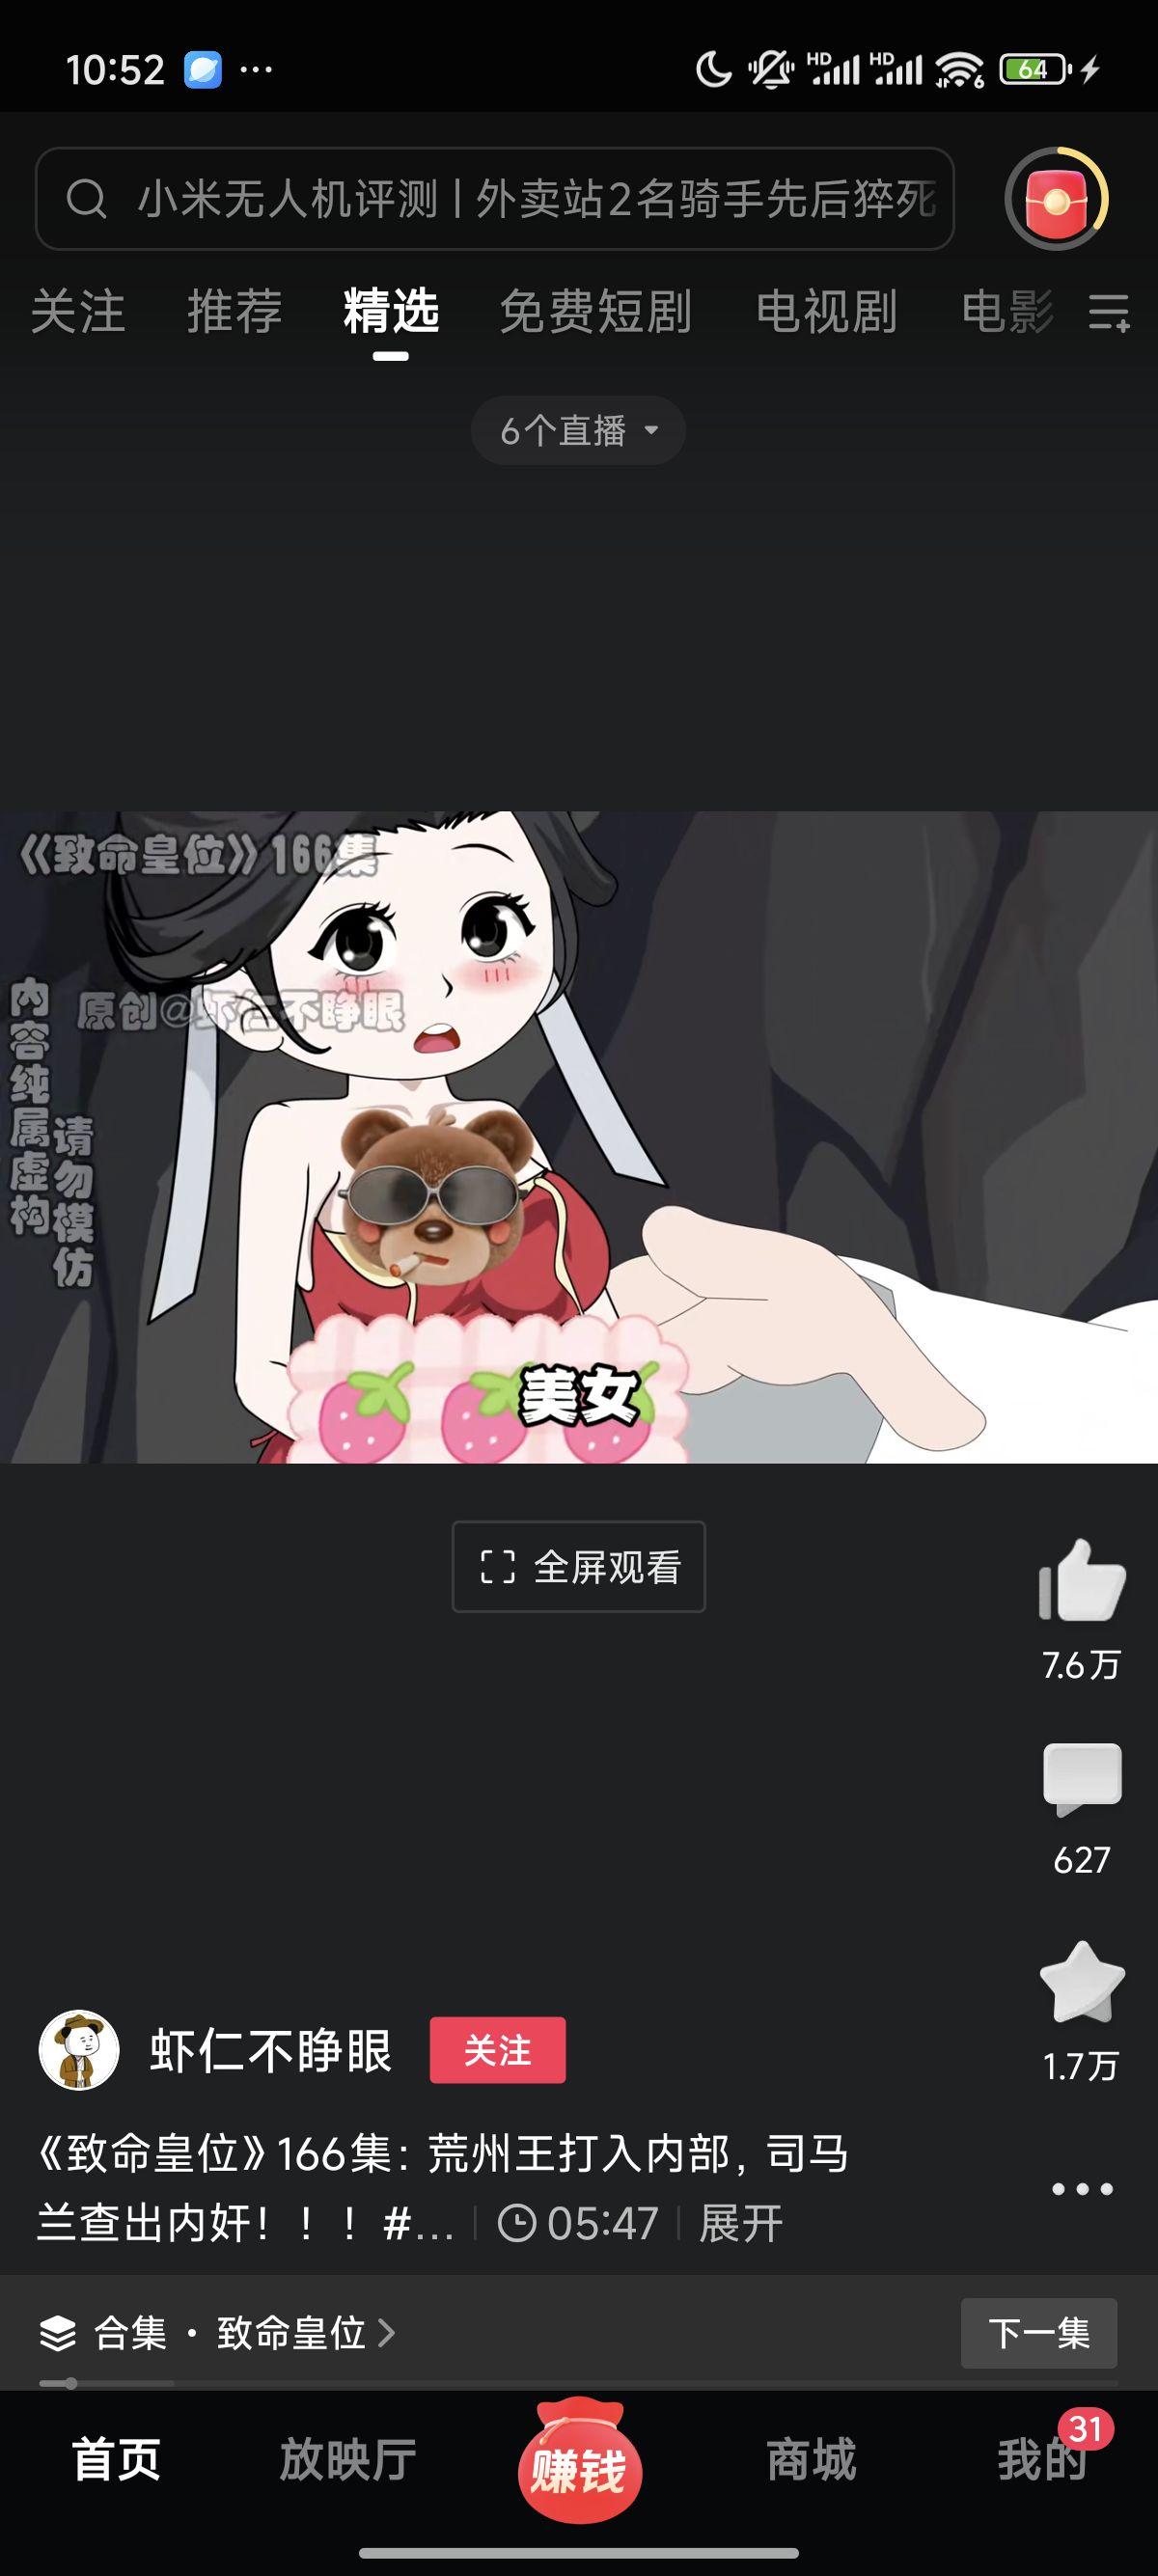 10:52
HD HD 6 64
小米无人机评测 | 外卖站2名骑手先后猝死
关注 推荐 精选 免费短剧 电视剧 电影
6个直播
《致命皇位》166集
原创@虾仁不睁眼
内容纯属虚构
请勿模仿
美女
全屏观看
7.6万
627
1.7万
虾仁不睁眼 关注
《致命皇位》166集：荒州王打入内部，司马
兰查出内奸！！！#... 05:47 展开
合集 · 致命皇位 下一集
首页 放映厅 赚钱 商城 我的 31